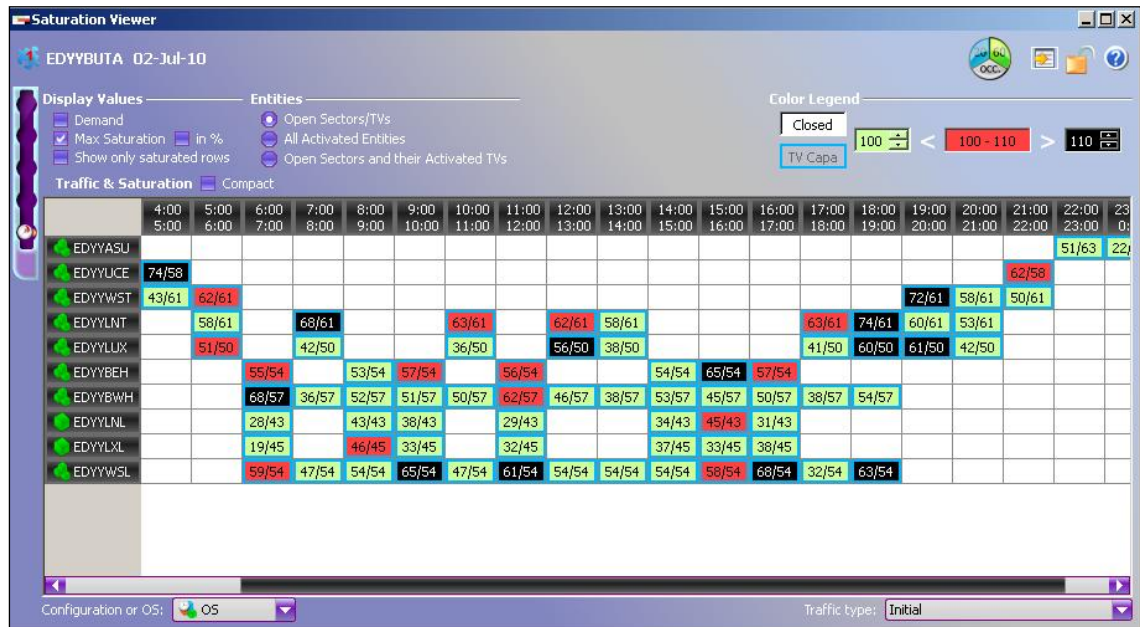 Saturation Viewer
EDYYBUTA 02-Jul-10
OCC.
Display Values
Entities
Color Legend
Demand
Open Sectors/TVs
Closed
Max Saturation in %
All Activated Entities
100 < 100 - 110 > 110
Show only saturated rows
Open Sectors and their Activated TVs
TV Capa
Traffic & Saturation Compact
4:00 5:00 6:00 7:00 8:00 9:00 10:00 11:00 12:00 13:00 14:00 15:00 16:00 17:00 18:00 19:00 20:00 21:00 22:00 23
5:00 6:00 7:00 8:00 9:00 10:00 11:00 12:00 13:00 14:00 15:00 16:00 17:00 18:00 19:00 20:00 21:00 22:00 23:00 0:
EDYYASU 51/63 22/
EDYYUCE 74/58 62/58
EDYYWST 43/61 62/61 72/61 58/61 50/61
EDYYLNT 58/61 68/61 63/61 62/61 58/61 63/61 74/61 60/61 53/61
EDYYLUX 51/50 42/50 36/50 56/50 38/50 41/50 60/50 61/50 42/50
EDYYBEH 55/54 53/54 57/54 56/54 54/54 65/54 57/54
EDYYBWH 68/57 36/57 52/57 51/57 50/57 62/57 46/57 38/57 53/57 45/57 50/57 38/57 54/57
EDYYLNL 28/43 43/43 38/43 29/43 34/43 45/43 31/43
EDYYLXL 19/45 46/45 33/45 32/45 37/45 33/45 38/45
EDYYWSL 59/54 47/54 54/54 65/54 47/54 61/54 54/54 54/54 54/54 58/54 68/54 32/54 63/54
Configuration or OS: OS
Traffic type: Initial